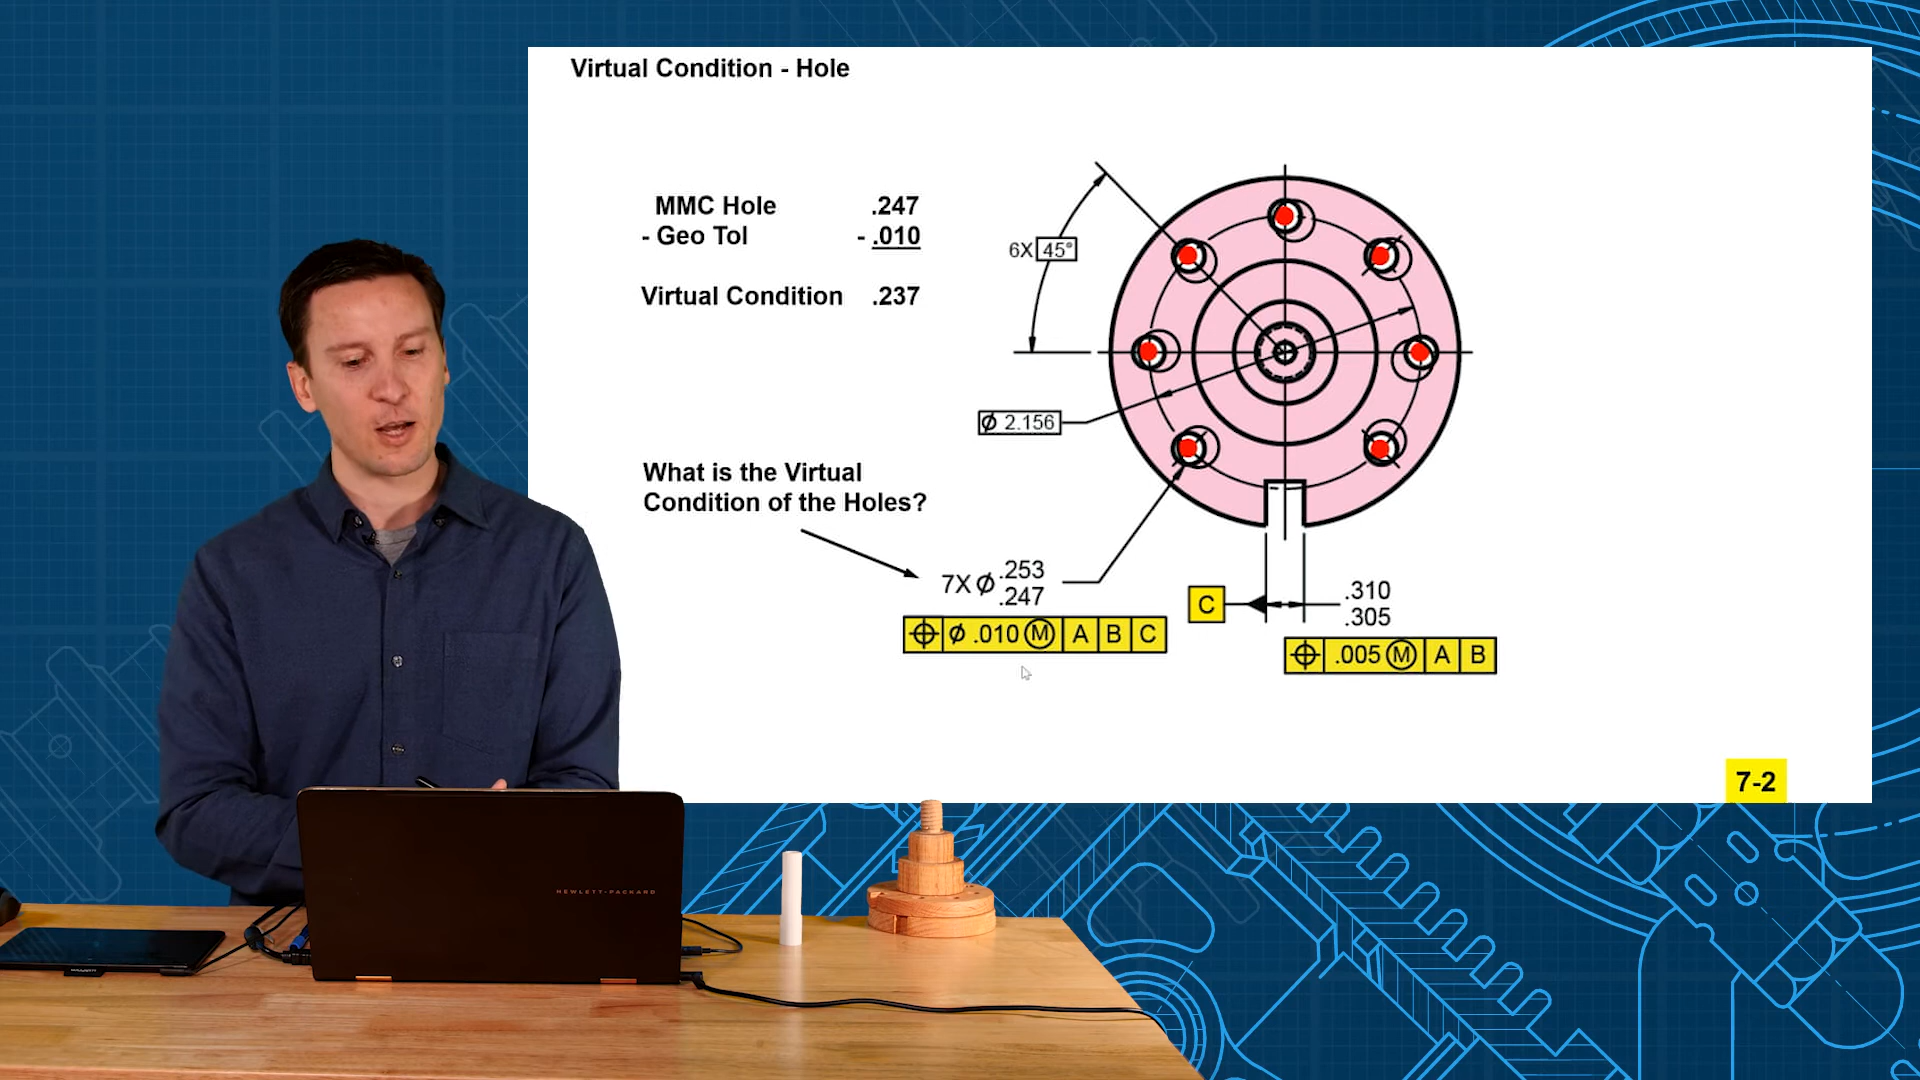 Virtual Condition - Hole
MMC Hole .247
- Geo Tol - .010
Virtual Condition .237
6X 45°
Ø 2.156
What is the Virtual
Condition of the Holes?
7X Ø .253
.247
⌖ Ø .010 Ⓜ A B C
C
.310
.305
⌖ .005 Ⓜ A B
7-2
HEWLETT-PACKARD